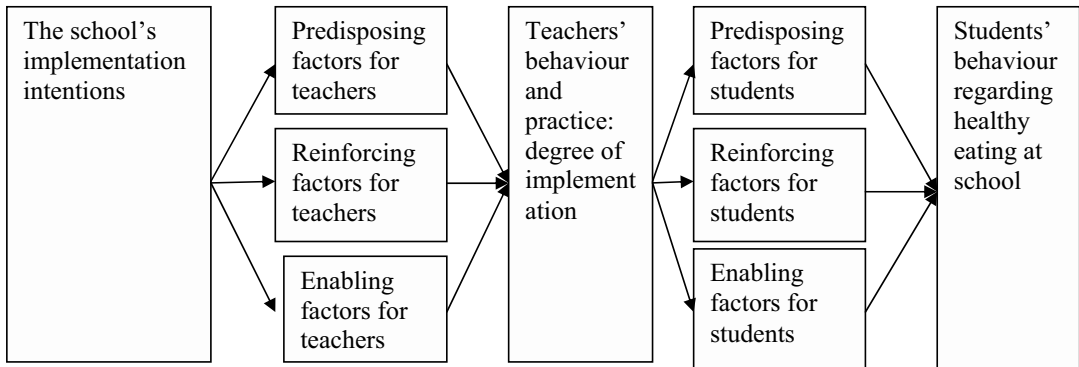 The school’s
implementation
intentions
Predisposing
factors for
teachers
Reinforcing
factors for
teachers
Enabling
factors for
teachers
Teachers’
behaviour
and
practice:
degree of
implement
ation
Predisposing
factors for
students
Reinforcing
factors for
students
Enabling
factors for
students
Students’
behaviour
regarding
healthy
eating at
school